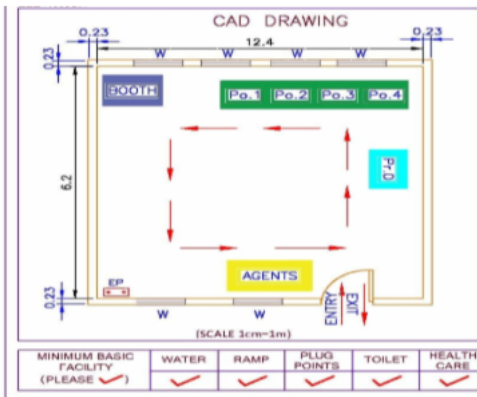 CAD DRAWING
0.23 12.4 0.23
0.23 W W W W
BOOTH Po.1 Po.2 Po.3 Po.4
Pr.O
6.2
EP AGENTS
0.23 ENTRY EXIT
W W
(SCALE 1cm=1m)
MINIMUM BASIC FACILITY (PLEASE ✓) WATER RAMP PLUG POINTS TOILET HEALTH CARE
✓ ✓ ✓ ✓ ✓